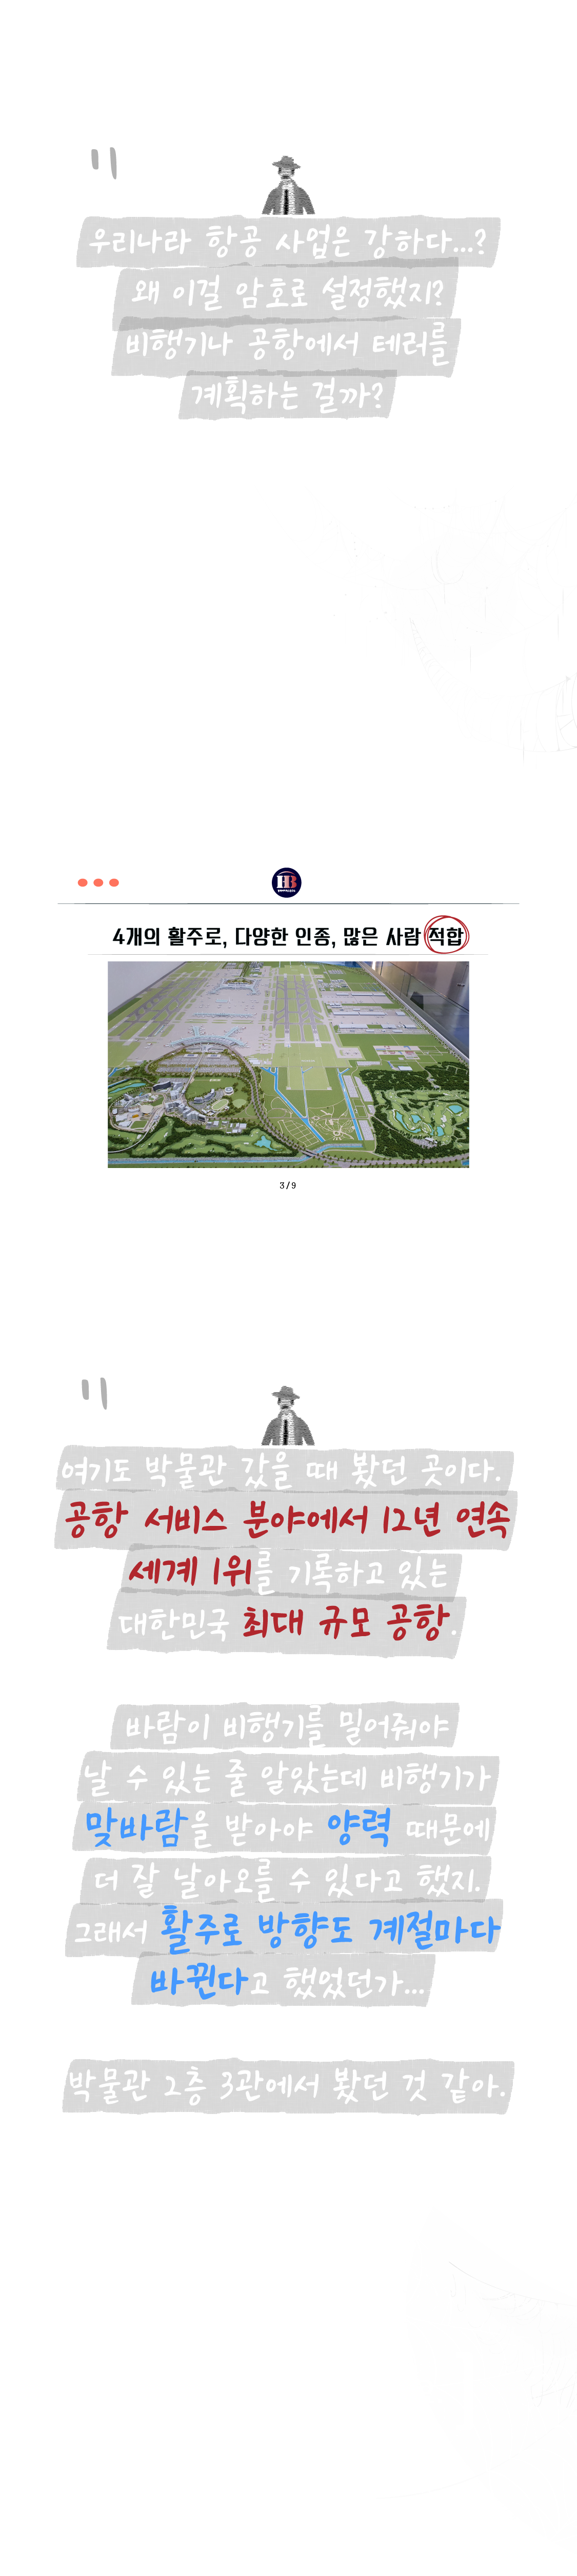 우리나라 항공 사업은 강하다...?
왜 이걸 암호로 설정했지?
비행기나 공항에서 테러를
계획하는 걸까?
HB
4개의 활주로, 다양한 인종, 많은 사람 적합
3/9
여기도 박물관 갔을 때 봤던 곳이다.
공항 서비스 분야에서 12년 연속
세계 1위를 기록하고 있는
대한민국 최대 규모 공항.
바람이 비행기를 밀어줘야
날 수 있는 줄 알았는데 비행기가
맞바람을 받아야 양력 때문에
더 잘 날아오를 수 있다고 했지.
그래서 활주로 방향도 계절마다
바뀐다고 했었던가...
박물관 2층 3관에서 봤던 것 같아.